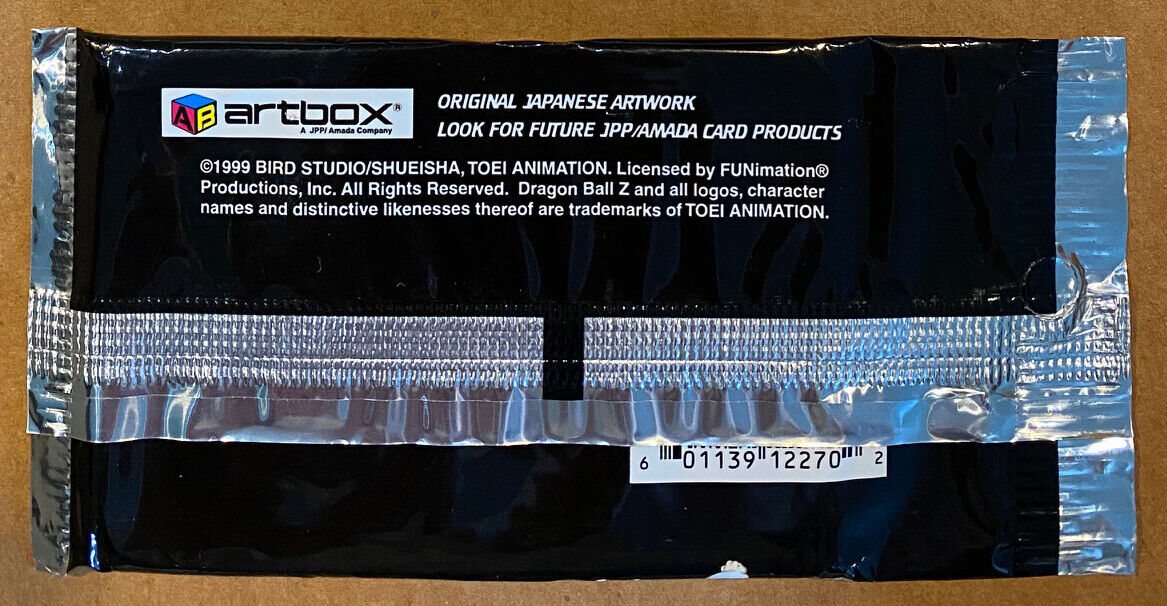 AB artbox®
A JPP/Amada Company
ORIGINAL JAPANESE ARTWORK
LOOK FOR FUTURE JPP/AMADA CARD PRODUCTS
©1999 BIRD STUDIO/SHUEISHA, TOEI ANIMATION. Licensed by FUNimation®
Productions, Inc. All Rights Reserved. Dragon Ball Z and all logos, character
names and distinctive likenesses thereof are trademarks of TOEI ANIMATION.
6 01139 12270 2